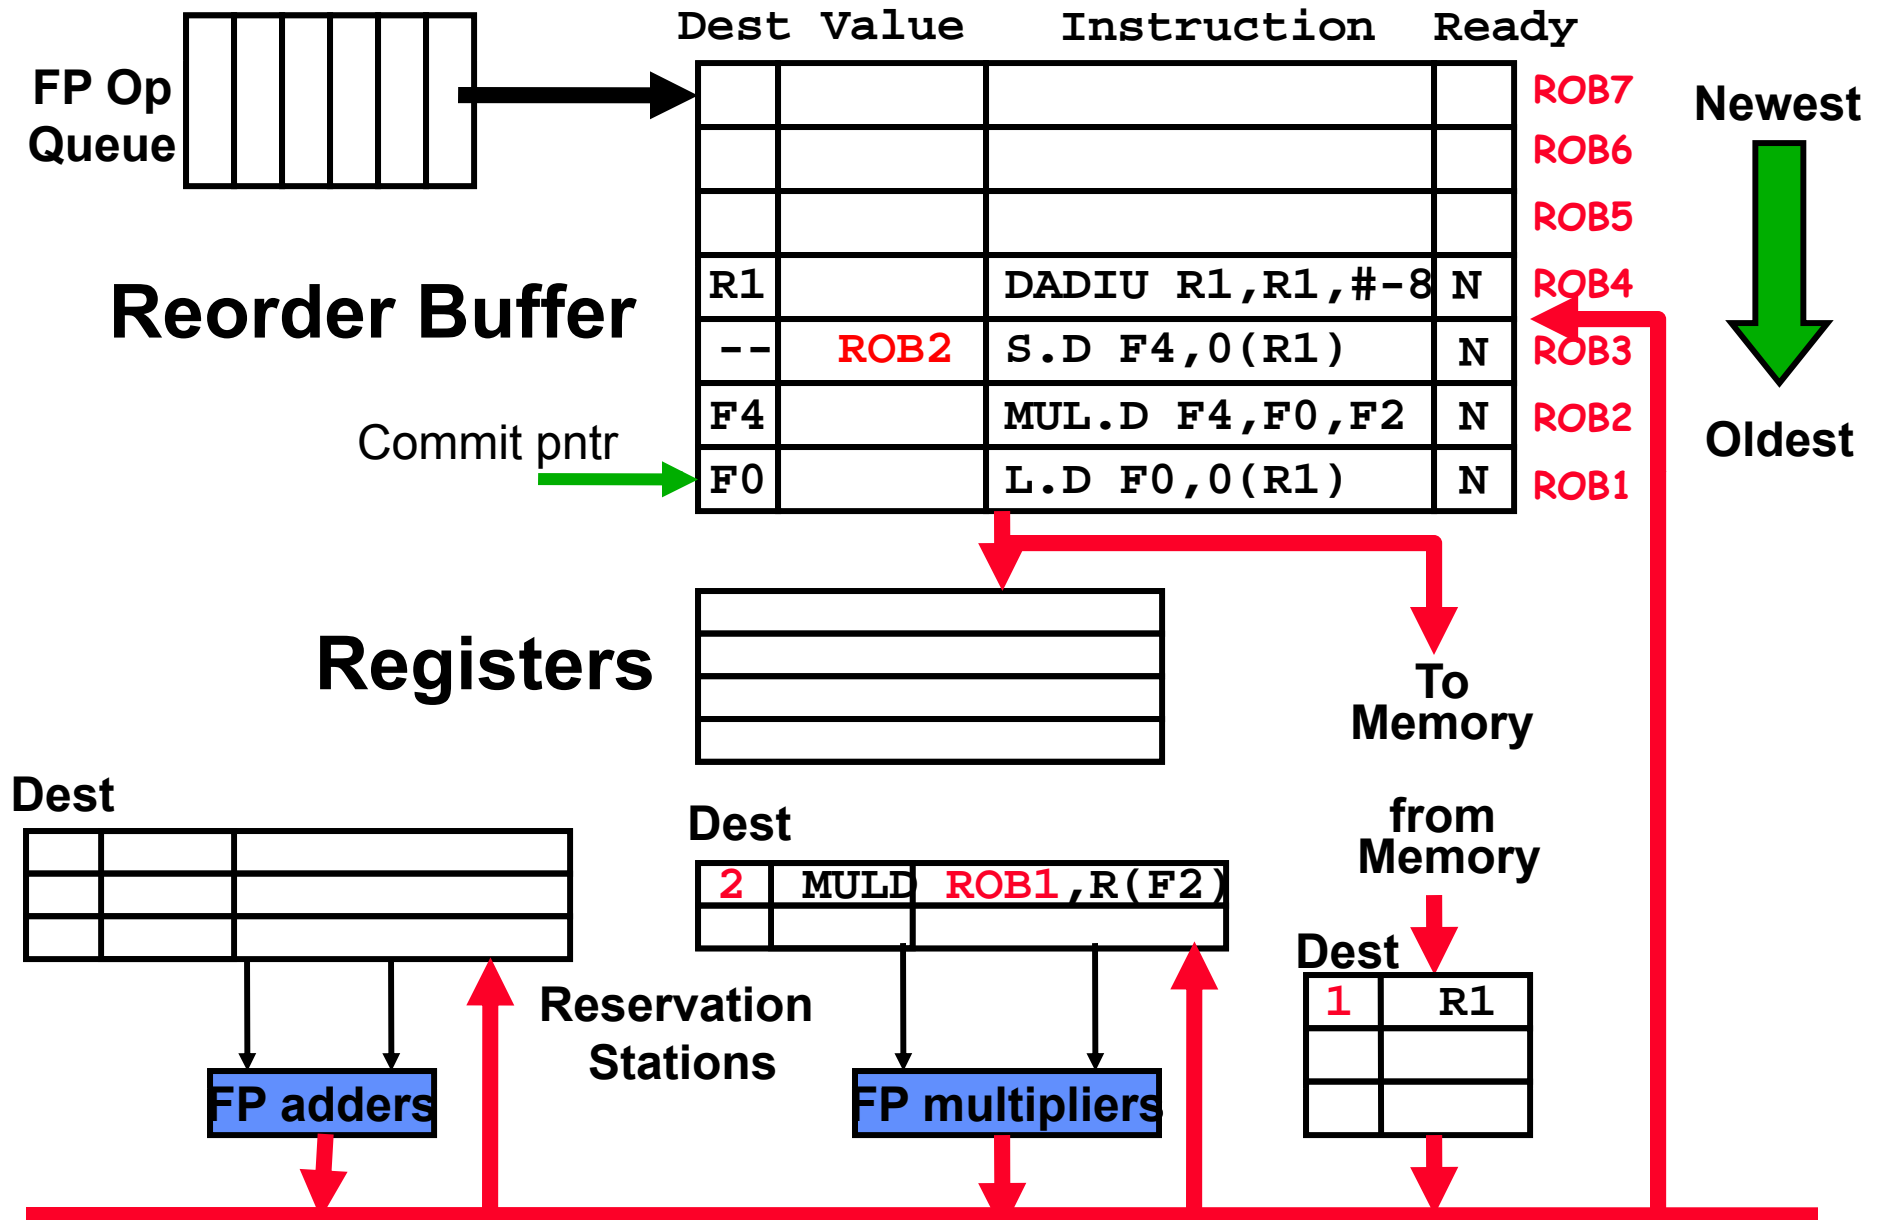 Dest Value Instruction Ready
FP Op
Queue
ROB7
Newest
ROB6
ROB5
Reorder Buffer
R1 DADIU R1,R1,#-8 N ROB4
-- ROB2 S.D F4,0(R1) N ROB3
F4 MUL.D F4,F0,F2 N ROB2
Oldest
Commit pntr
F0 L.D F0,0(R1) N ROB1
Registers
To
Memory
Dest
Dest
from
Memory
2 MULD ROB1,R(F2)
Dest
1 R1
Reservation
Stations
FP adders
FP multipliers